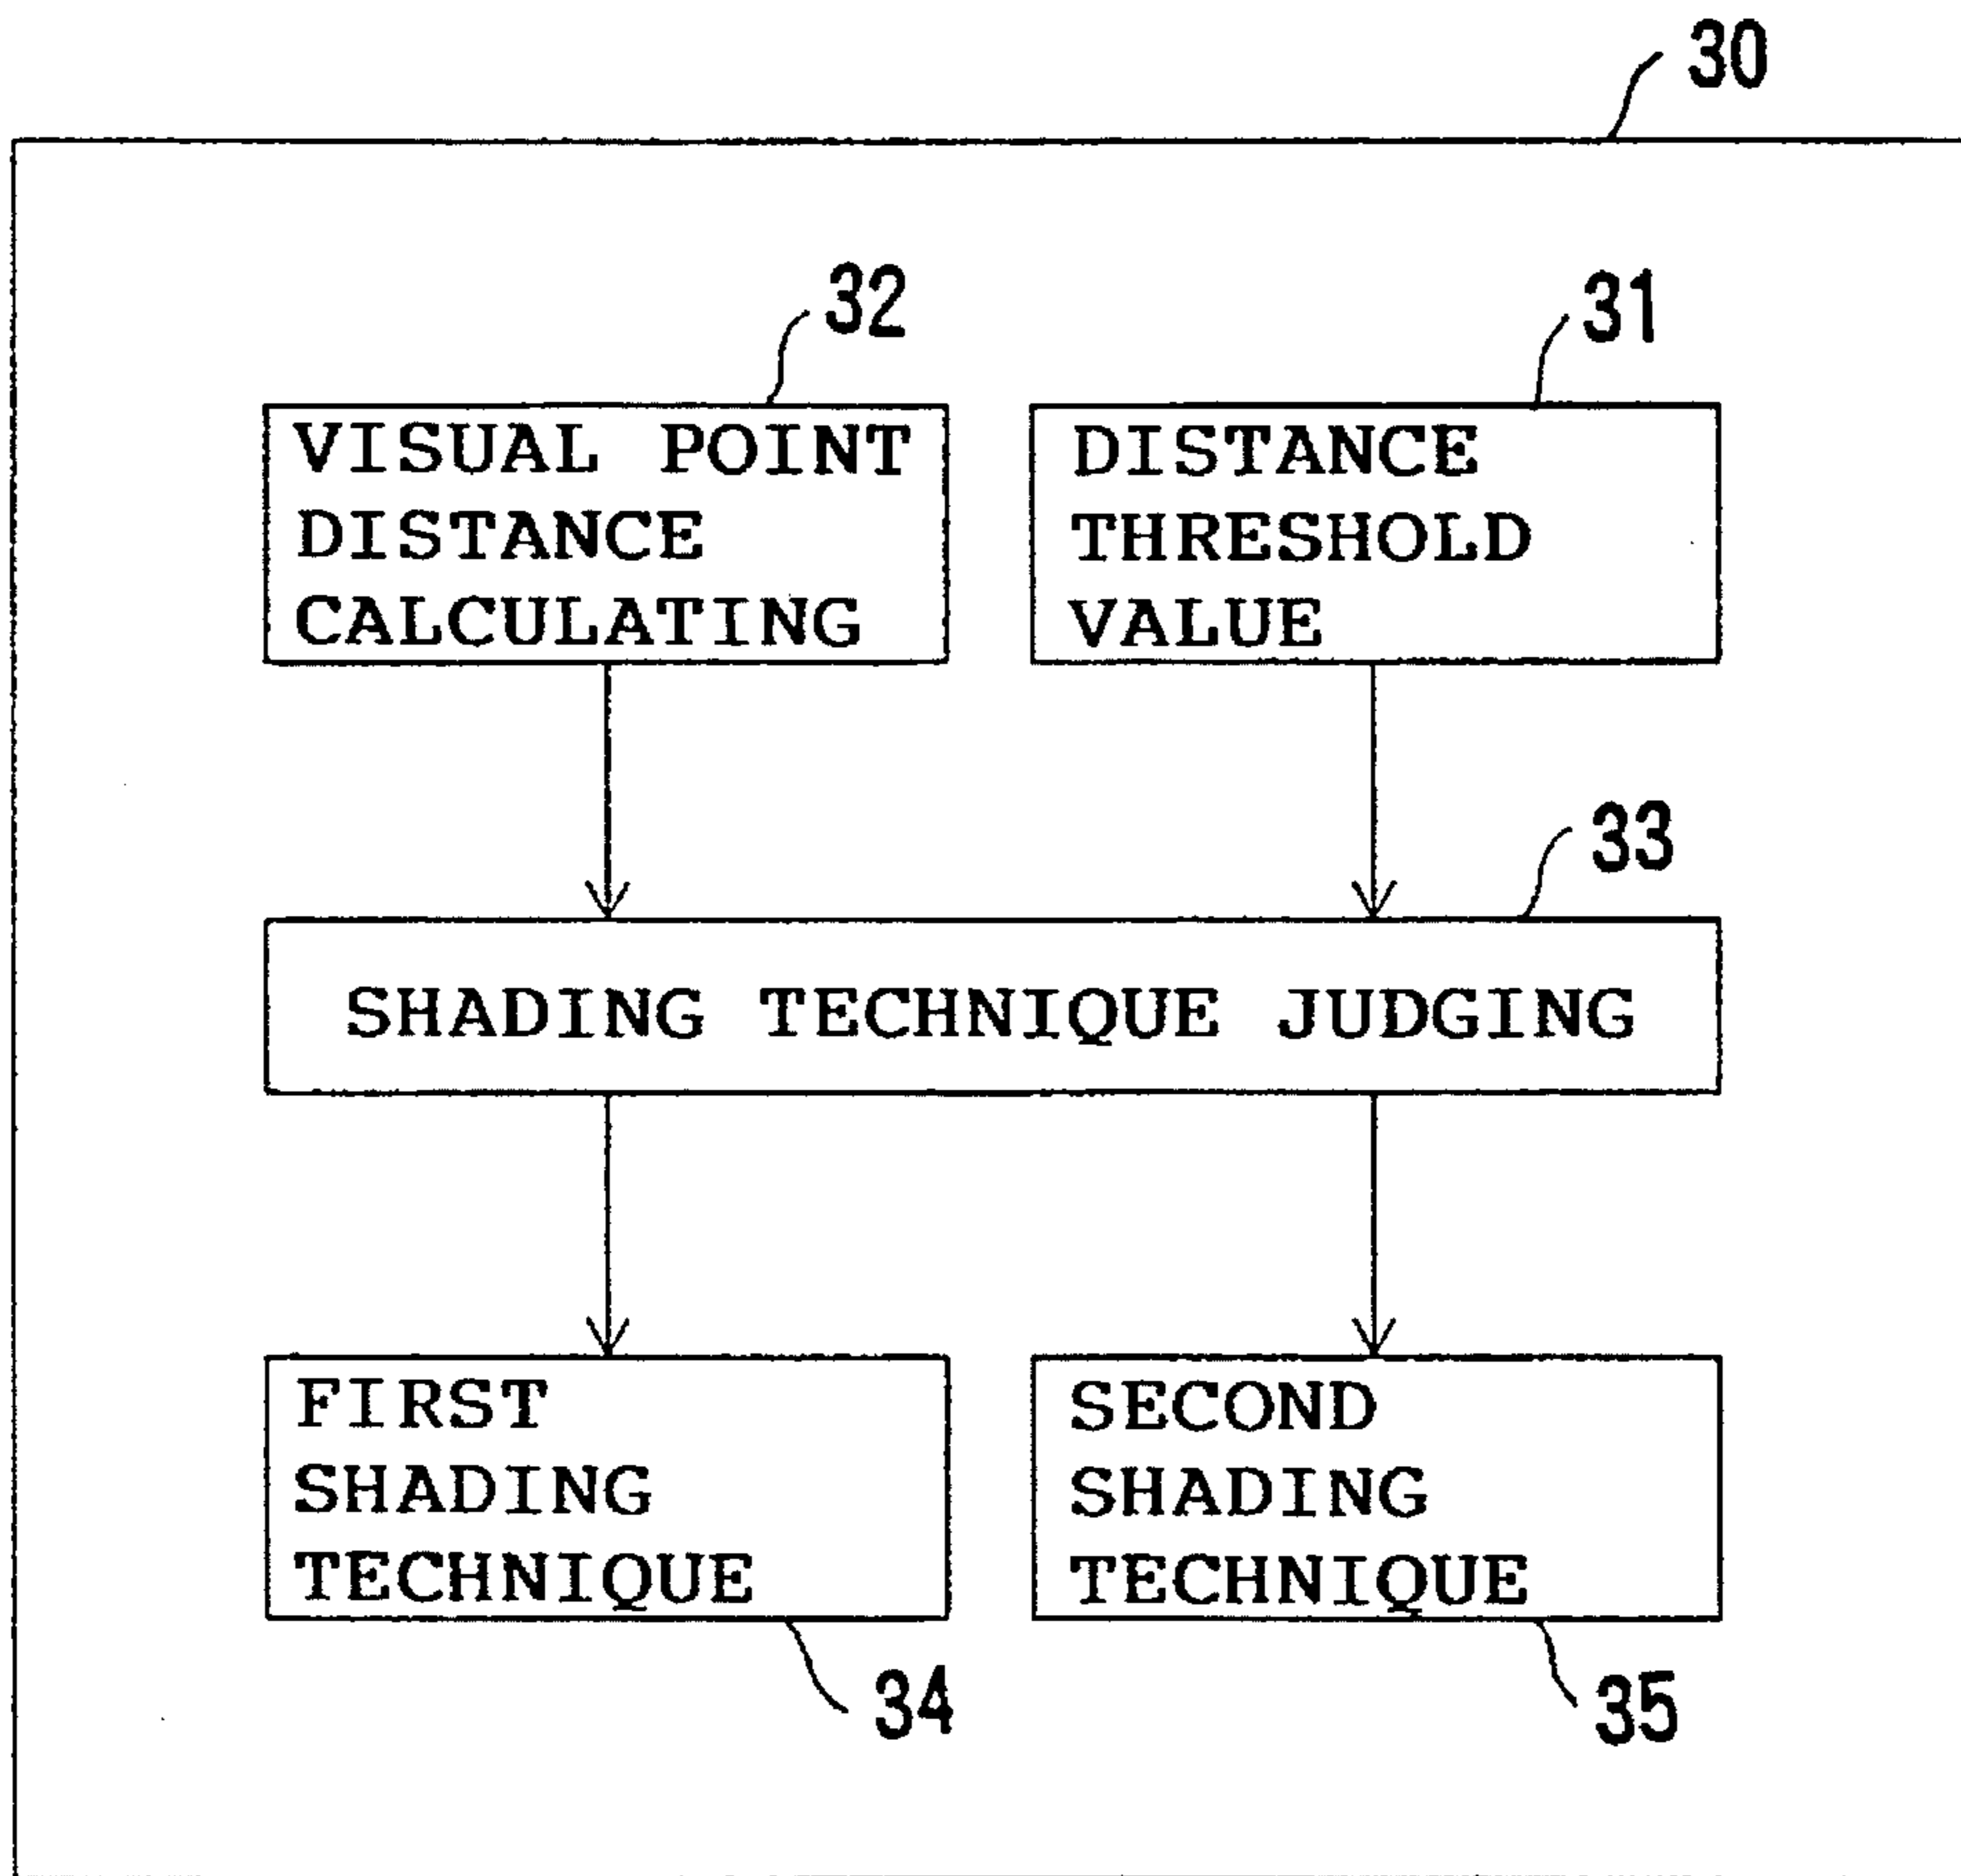 30
32
31
VISUAL POINT
DISTANCE
CALCULATING
DISTANCE
THRESHOLD
VALUE
33
SHADING TECHNIQUE JUDGING
FIRST
SHADING
TECHNIQUE
SECOND
SHADING
TECHNIQUE
34
35